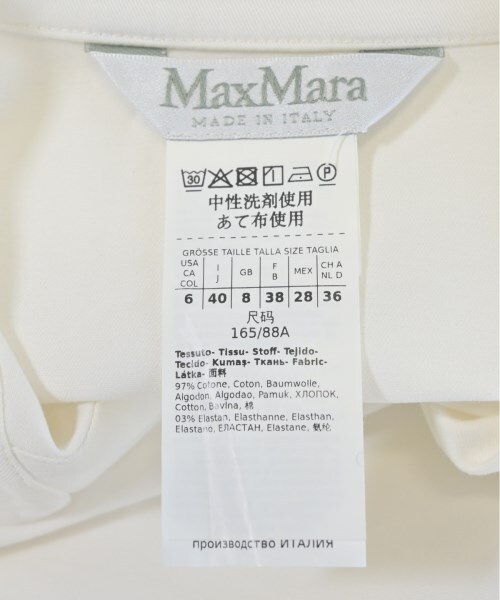 MaxMara
MADE IN ITALY
30 P
中性洗剤使用
あて布使用
GRÖSSE TAILLE TALLA SIZE TAGLIA
USA CA COL I J GB F B MEX CH A NL D
6 40 8 38 28 36
尺码
165/88A
Tessuto- Tissu- Stoff- Tejido-
Tecido- Kumaş- Ткань- Fabric-
Látka- 面料
97% Cotone, Coton, Baumwolle,
Algodon, Algodao, Pamuk, ХЛОПОК,
Cotton, Bavlna, 棉
03% Elastan, Elasthanne, Elasthan,
Elastano, ЕЛАСТАН, Elastane, 氨纶
производство ИТАЛИЯ